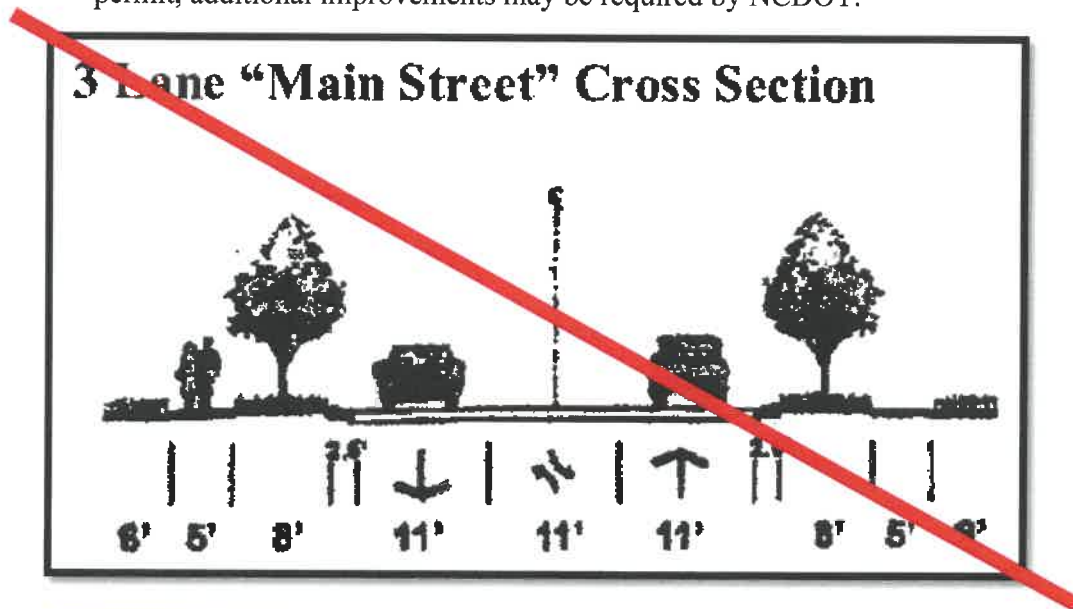 permit, additional improvements may be required by NCDOT.
3 Lane “Main Street” Cross Section
6' 5' 8' 11' 11' 11' 8' 5'